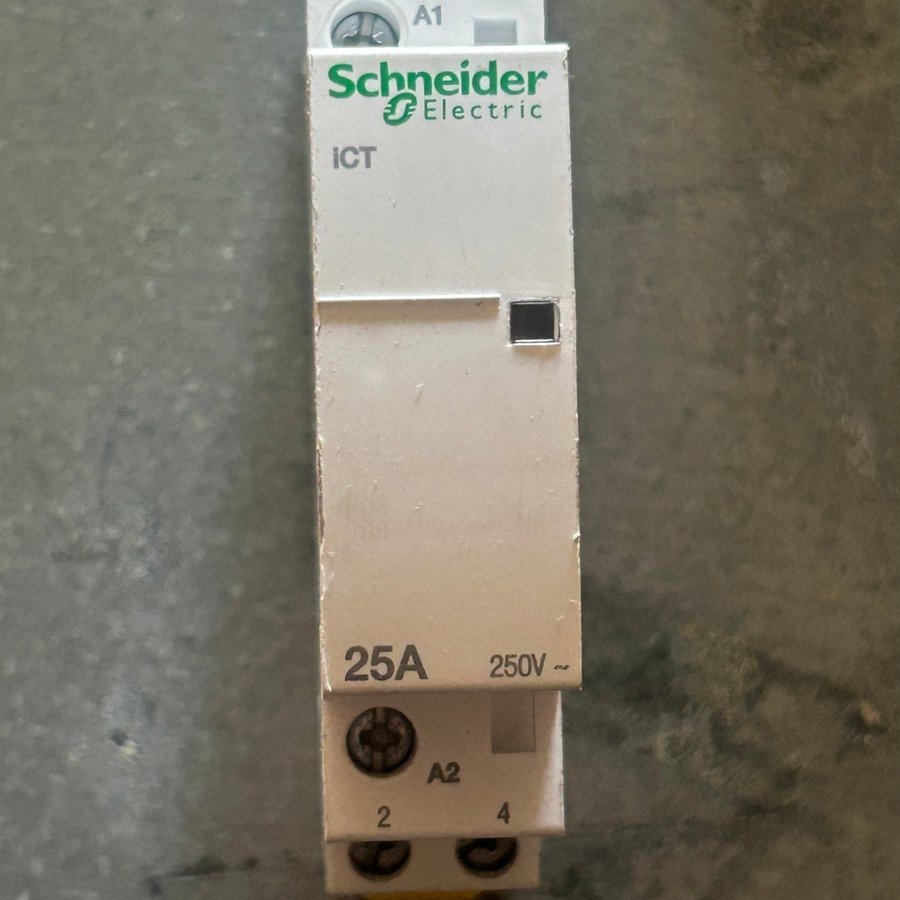 A1
Schneider
Electric
iCT
25A 250V ~
A2
2 4